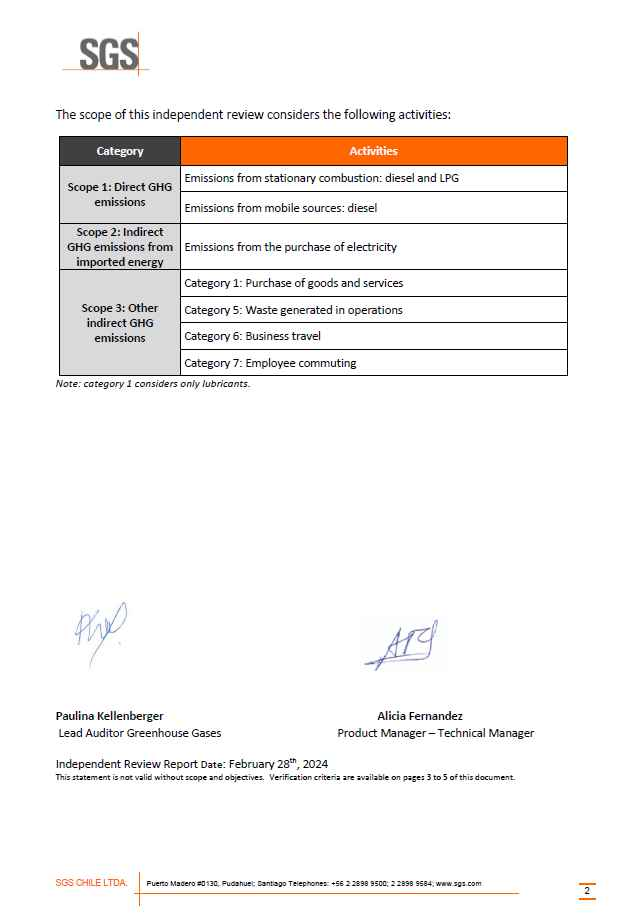 SGS
The scope of this independent review considers the following activities:
Category Activities
Scope 1: Direct GHG
emissions
Emissions from stationary combustion: diesel and LPG
Emissions from mobile sources: diesel
Scope 2: Indirect
GHG emissions from
imported energy
Emissions from the purchase of electricity
Scope 3: Other
indirect GHG
emissions
Category 1: Purchase of goods and services
Category 5: Waste generated in operations
Category 6: Business travel
Category 7: Employee commuting
Note: category 1 considers only lubricants.
Paulina Kellenberger
Lead Auditor Greenhouse Gases
Alicia Fernandez
Product Manager – Technical Manager
Independent Review Report Date: February 28th, 2024
This statement is not valid without scope and objectives. Verification criteria are available on pages 3 to 5 of this document.
SGS CHILE LTDA. Puerto Madero #0130, Pudahuel; Santiago Telephones: +56 2 2898 9500; 2 2898 9584; www.sgs.com
2